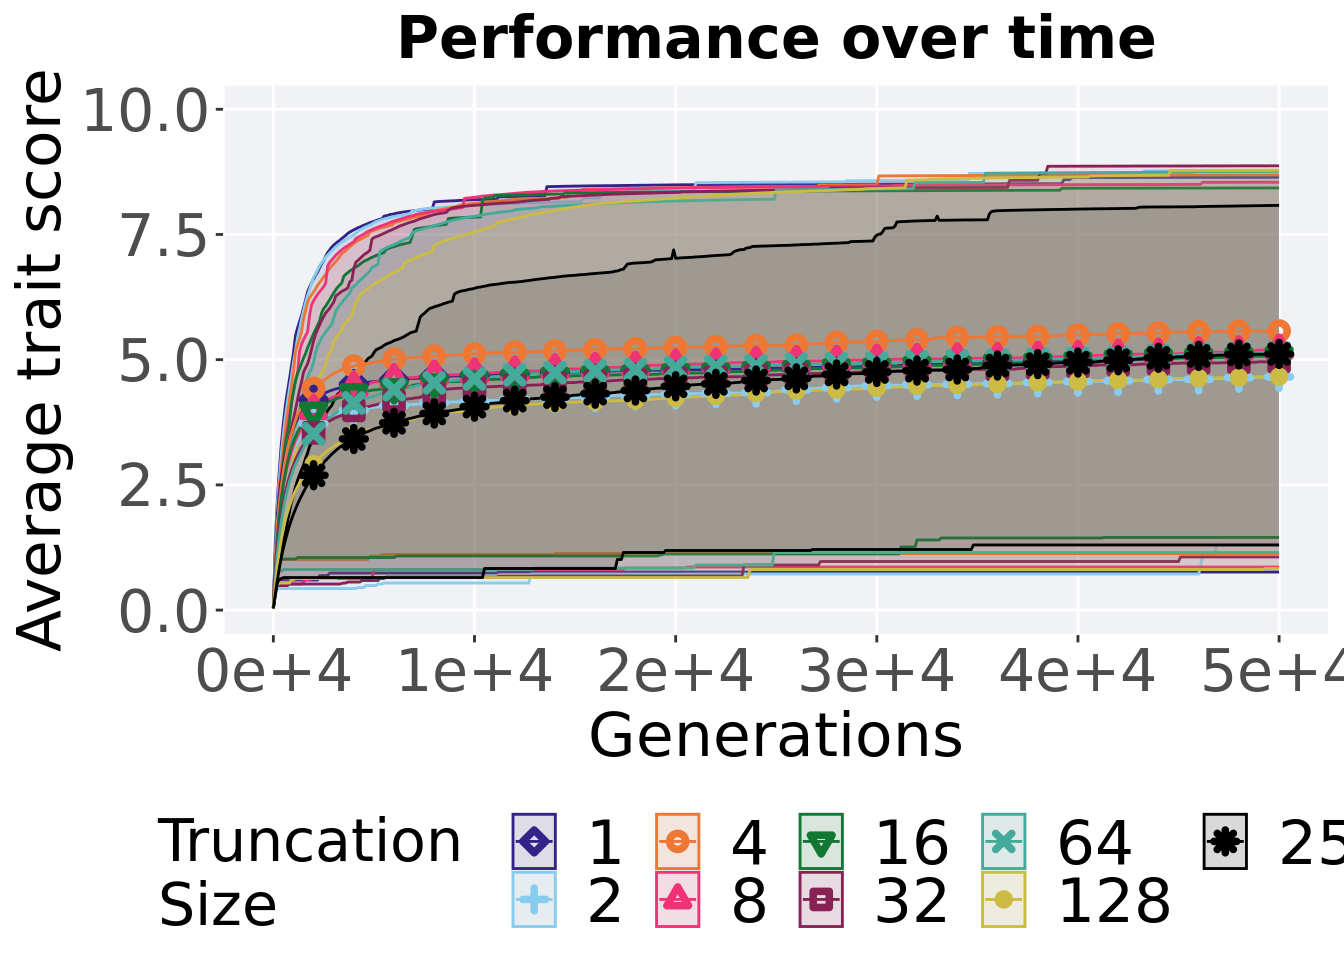 Performance over time
Average trait score
10.0
7.5
5.0
2.5
0.0
0e+4 1e+4 2e+4 3e+4 4e+4 5e+4
Generations
Truncation Size
1 4 16 64 25
2 8 32 128